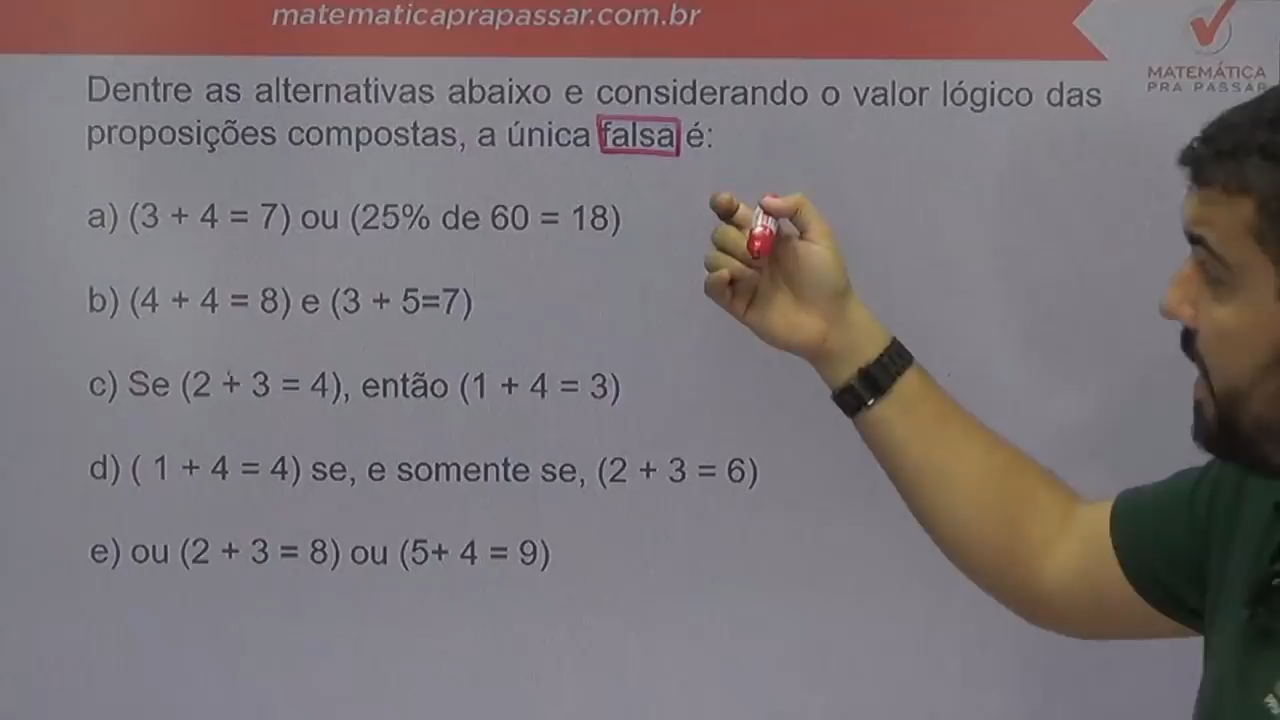 matematicaprapassar.com.br
MATEMÁTICA
PRA PASSAR
Dentre as alternativas abaixo e considerando o valor lógico das
proposições compostas, a única falsa é:
a) (3 + 4 = 7) ou (25% de 60 = 18)
b) (4 + 4 = 8) e (3 + 5=7)
c) Se (2 + 3 = 4), então (1 + 4 = 3)
d) ( 1 + 4 = 4) se, e somente se, (2 + 3 = 6)
e) ou (2 + 3 = 8) ou (5+ 4 = 9)